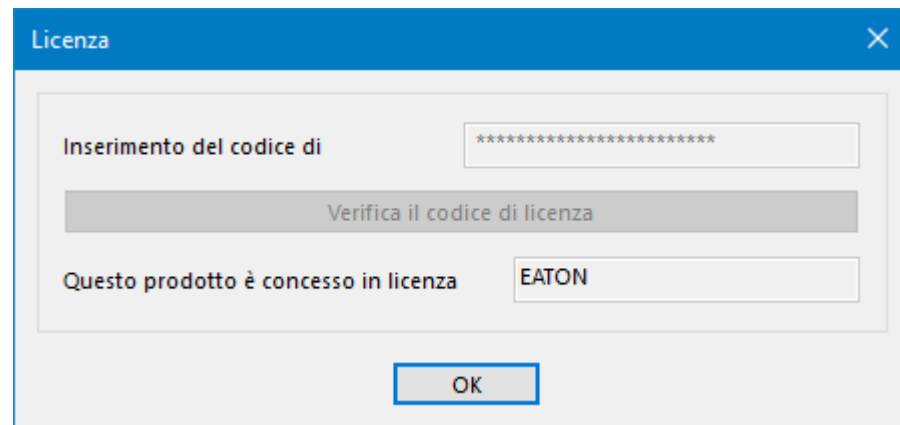 Licenza
Inserimento del codice di
************************
Verifica il codice di licenza
Questo prodotto è concesso in licenza
EATON
OK